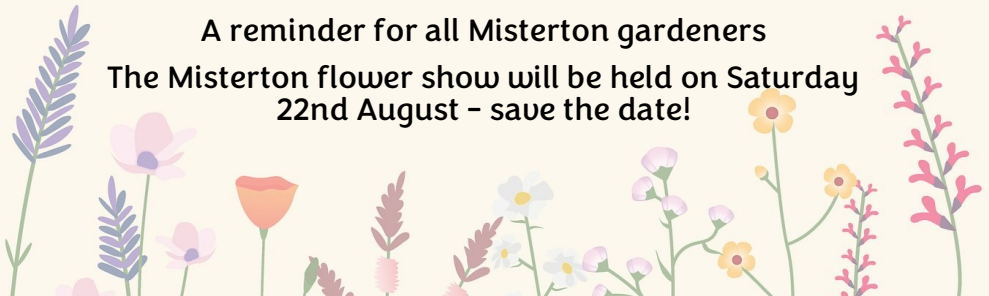 A reminder for all Misterton gardeners
The Misterton flower show will be held on Saturday
22nd August - save the date!